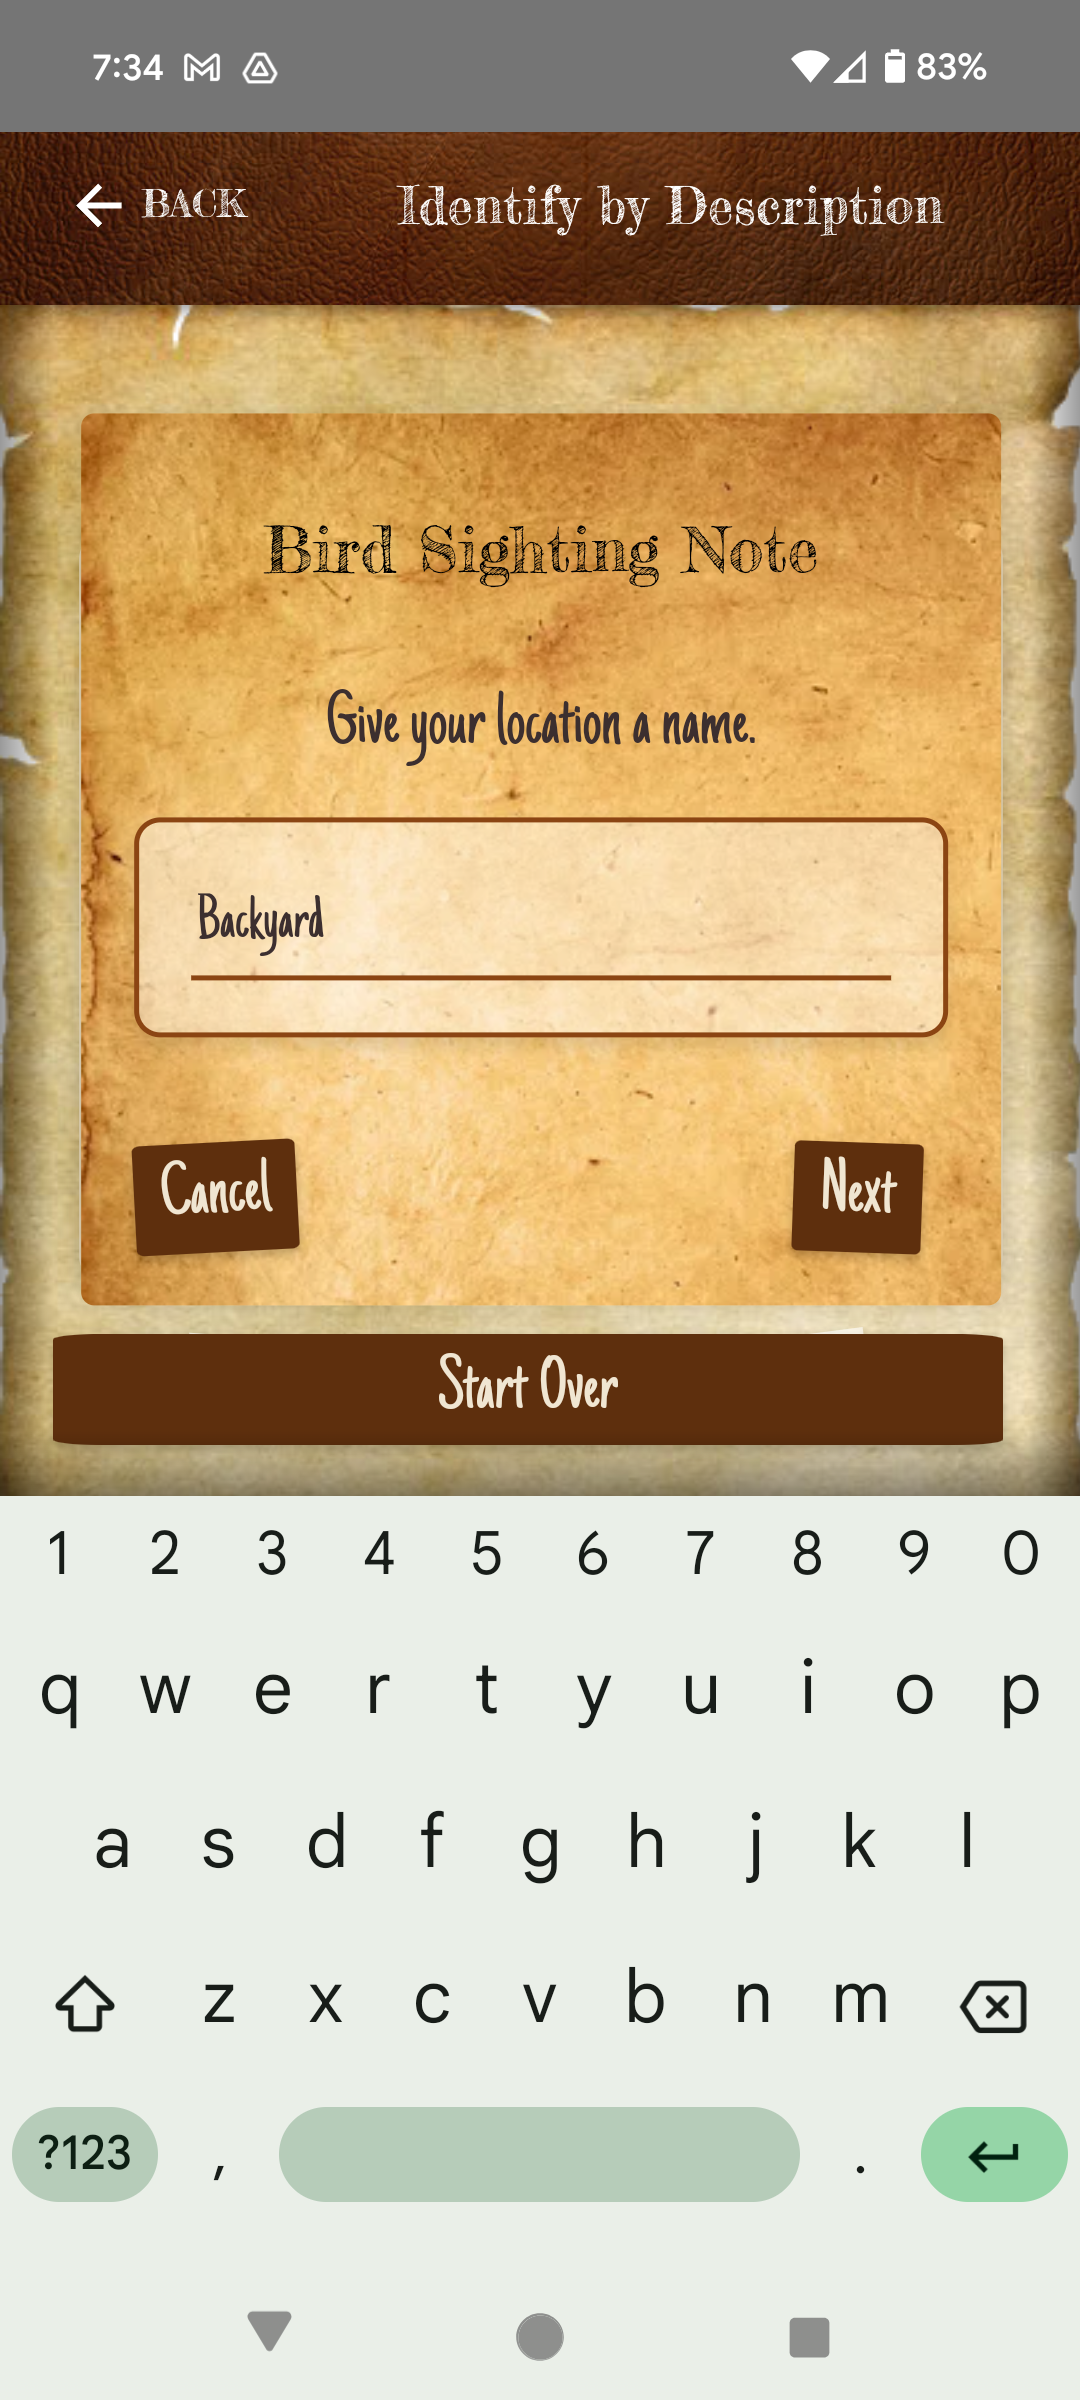 7:34 83%
BACK Identify by Description
Bird Sighting Note
Give your location a name.
Backyard
Cancel Next
Start Over
1 2 3 4 5 6 7 8 9 0
q w e r t y u i o p
a s d f g h j k l
z x c v b n m
?123 , .